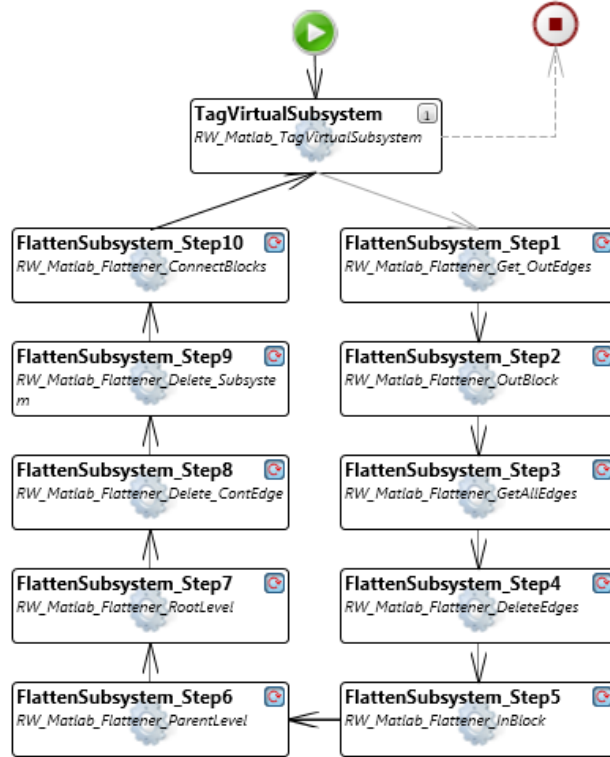 TagVirtualSubsystem
1
RW_Matlab_TagVirtualSubsystem
FlattenSubsystem_Step10
RW_Matlab_Flattener_ConnectBlocks
FlattenSubsystem_Step1
RW_Matlab_Flattener_Get_OutEdges
FlattenSubsystem_Step9
RW_Matlab_Flattener_Delete_Subsyste
m
FlattenSubsystem_Step2
RW_Matlab_Flattener_OutBlock
FlattenSubsystem_Step8
RW_Matlab_Flattener_Delete_ContEdge
FlattenSubsystem_Step3
RW_Matlab_Flattener_GetAllEdges
FlattenSubsystem_Step7
RW_Matlab_Flattener_RootLevel
FlattenSubsystem_Step4
RW_Matlab_Flattener_DeleteEdges
FlattenSubsystem_Step6
RW_Matlab_Flattener_ParentLevel
FlattenSubsystem_Step5
RW_Matlab_Flattener_InBlock